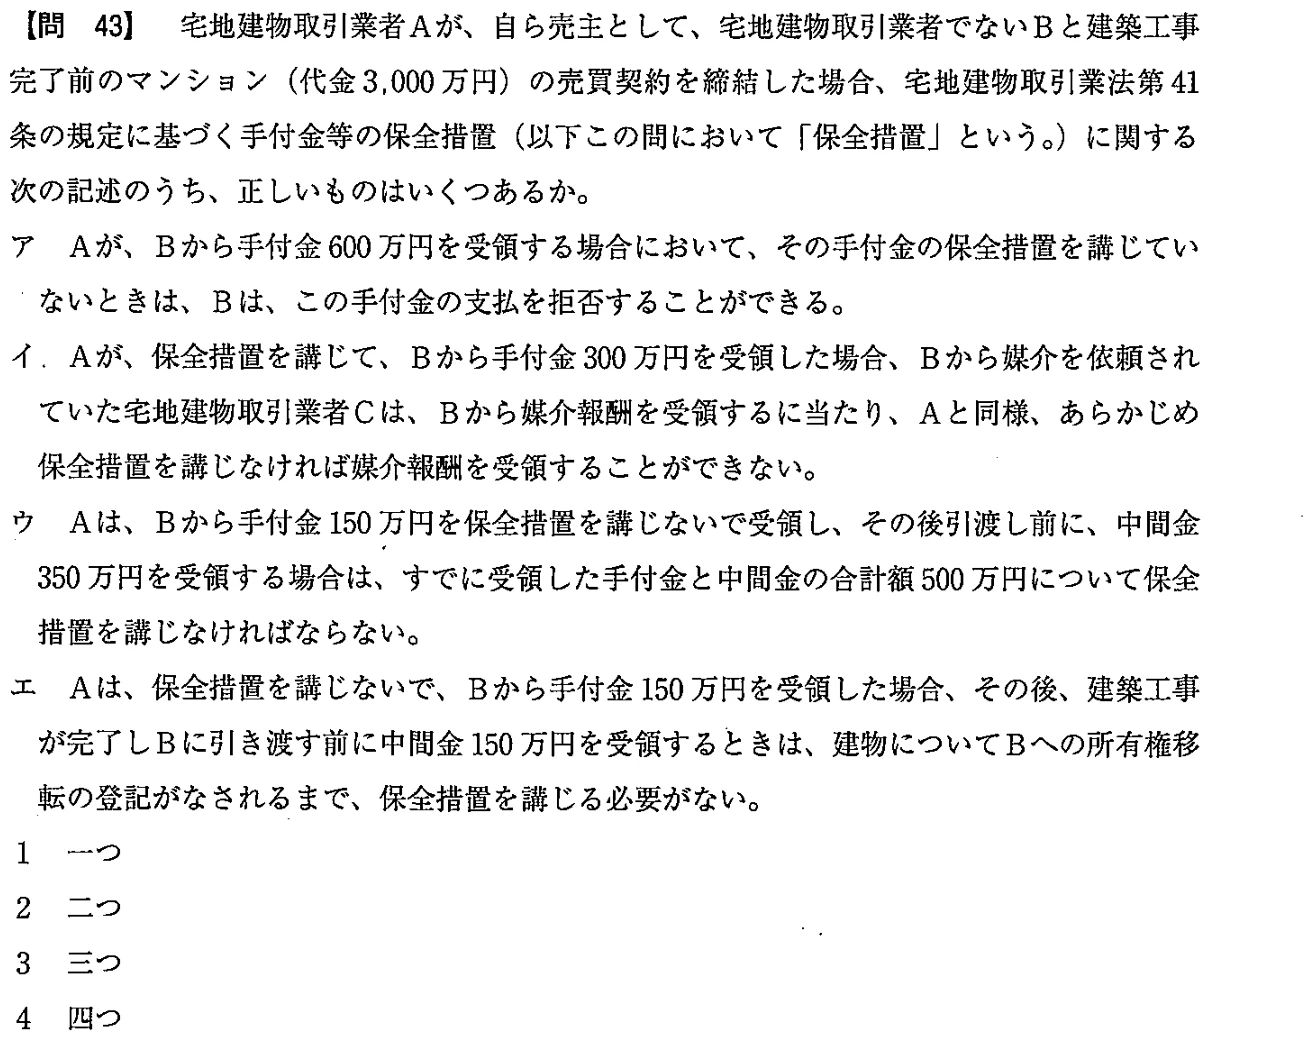 【問　43】　宅地建物取引業者Aが、自ら売主として、宅地建物取引業者でないBと建築工事
完了前のマンション（代金3,000万円）の売買契約を締結した場合、宅地建物取引業法第41
条の規定に基づく手付金等の保全措置（以下この問において「保全措置」という。）に関する
次の記述のうち、正しいものはいくつあるか。
ア　Aが、Bから手付金600万円を受領する場合において、その手付金の保全措置を講じてい
ないときは、Bは、この手付金の支払を拒否することができる。
イ　Aが、保全措置を講じて、Bから手付金300万円を受領した場合、Bから媒介を依頼され
ていた宅地建物取引業者Cは、Bから媒介報酬を受領するに当たり、Aと同様、あらかじめ
保全措置を講じなければ媒介報酬を受領することができない。
ウ　Aは、Bから手付金150万円を保全措置を講じないで受領し、その後引渡し前に、中間金
350万円を受領する場合は、すでに受領した手付金と中間金の合計額500万円について保全
措置を講じなければならない。
エ　Aは、保全措置を講じないで、Bから手付金150万円を受領した場合、その後、建築工事
が完了しBに引き渡す前に中間金150万円を受領するときは、建物についてBへの所有権移
転の登記がなされるまで、保全措置を講じる必要がない。
1　一つ
2　二つ
3　三つ
4　四つ